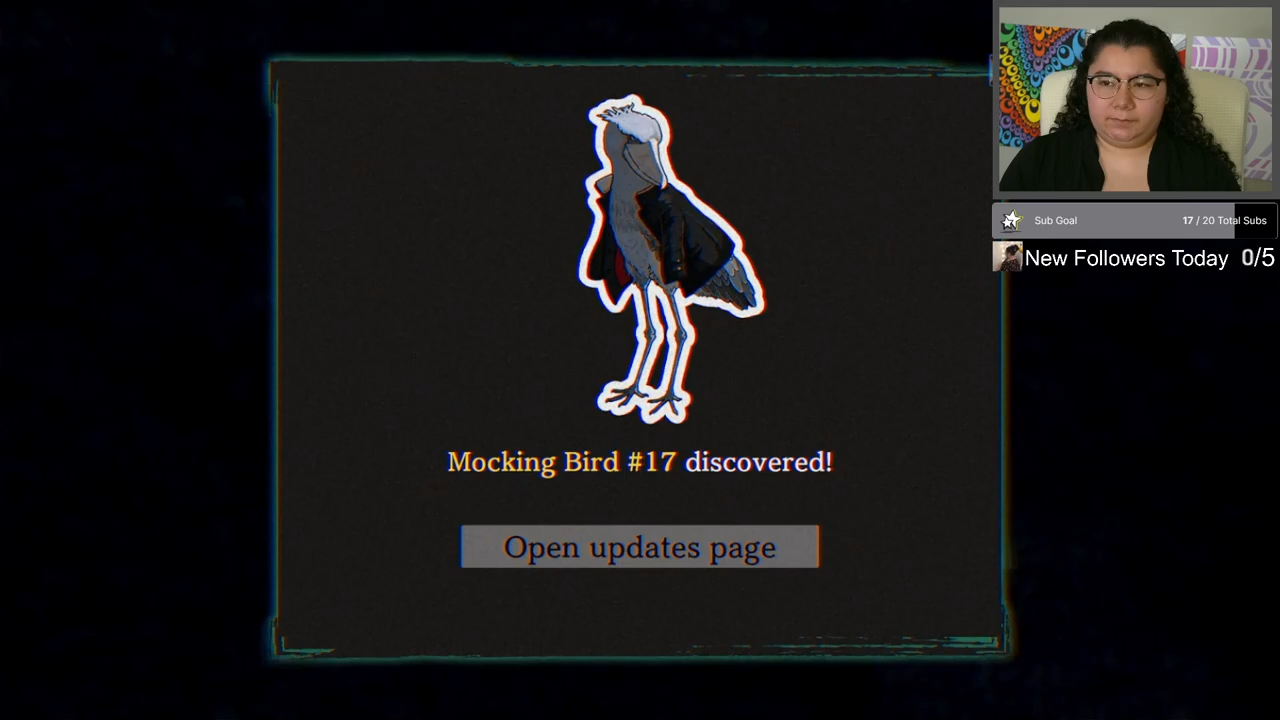 Mocking Bird #17 discovered!
Open updates page
Sub Goal 17 / 20 Total Subs
New Followers Today 0/5